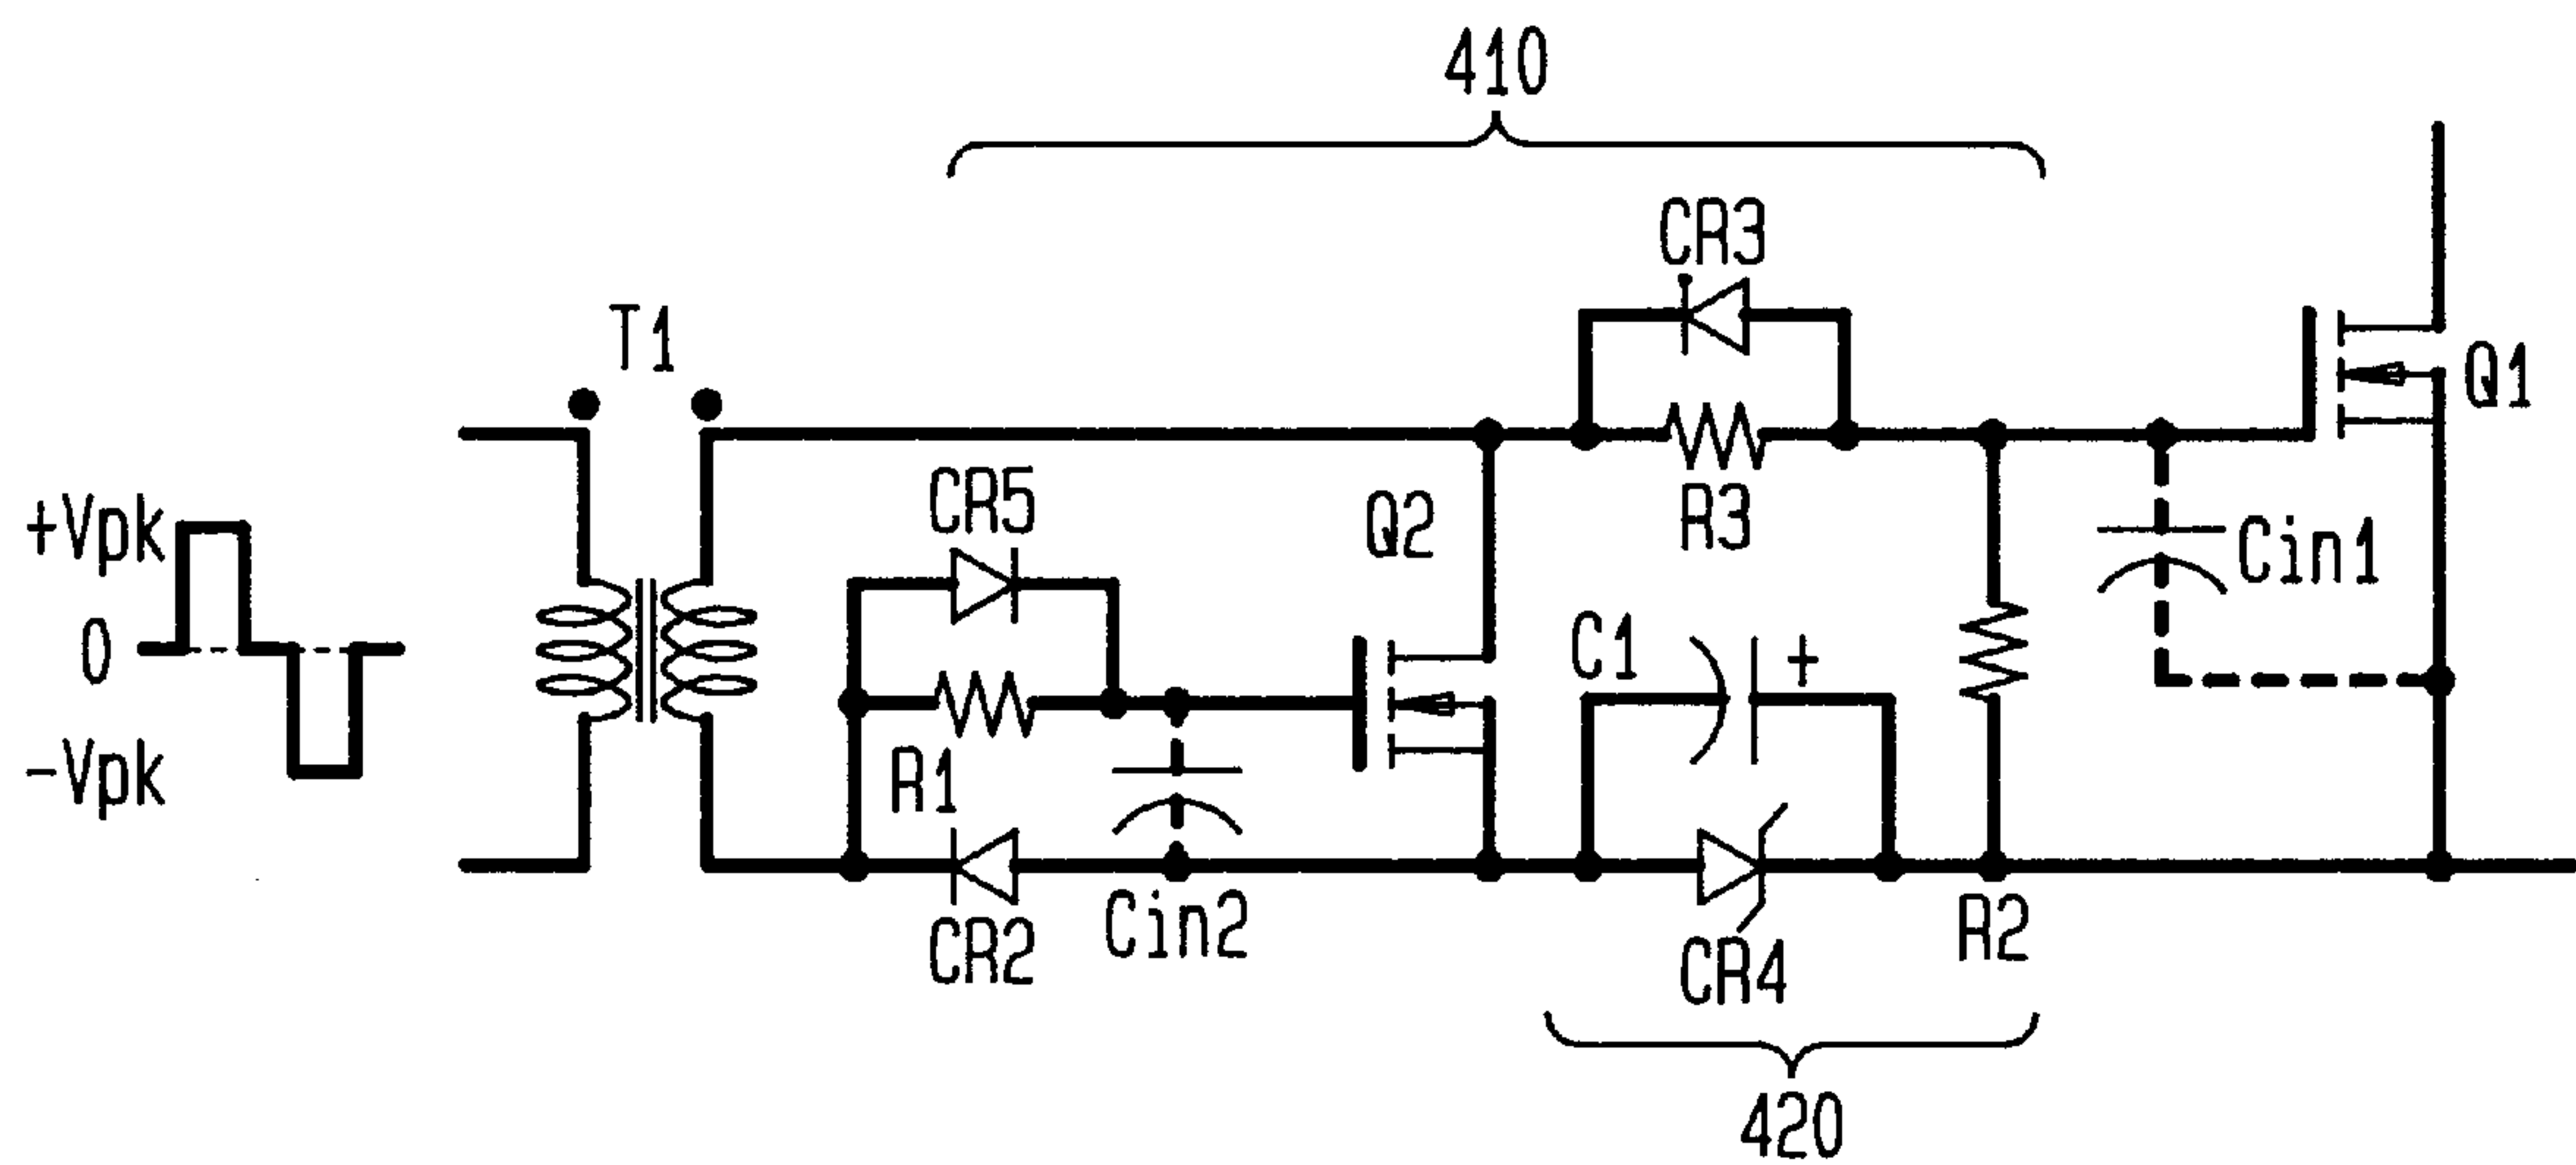 410
CR3
T1
Q1
CR5
Q2
R3
+Vpk
Cin1
0
C1
+
-Vpk
R1
Cin2
CR2
CR4
R2
420